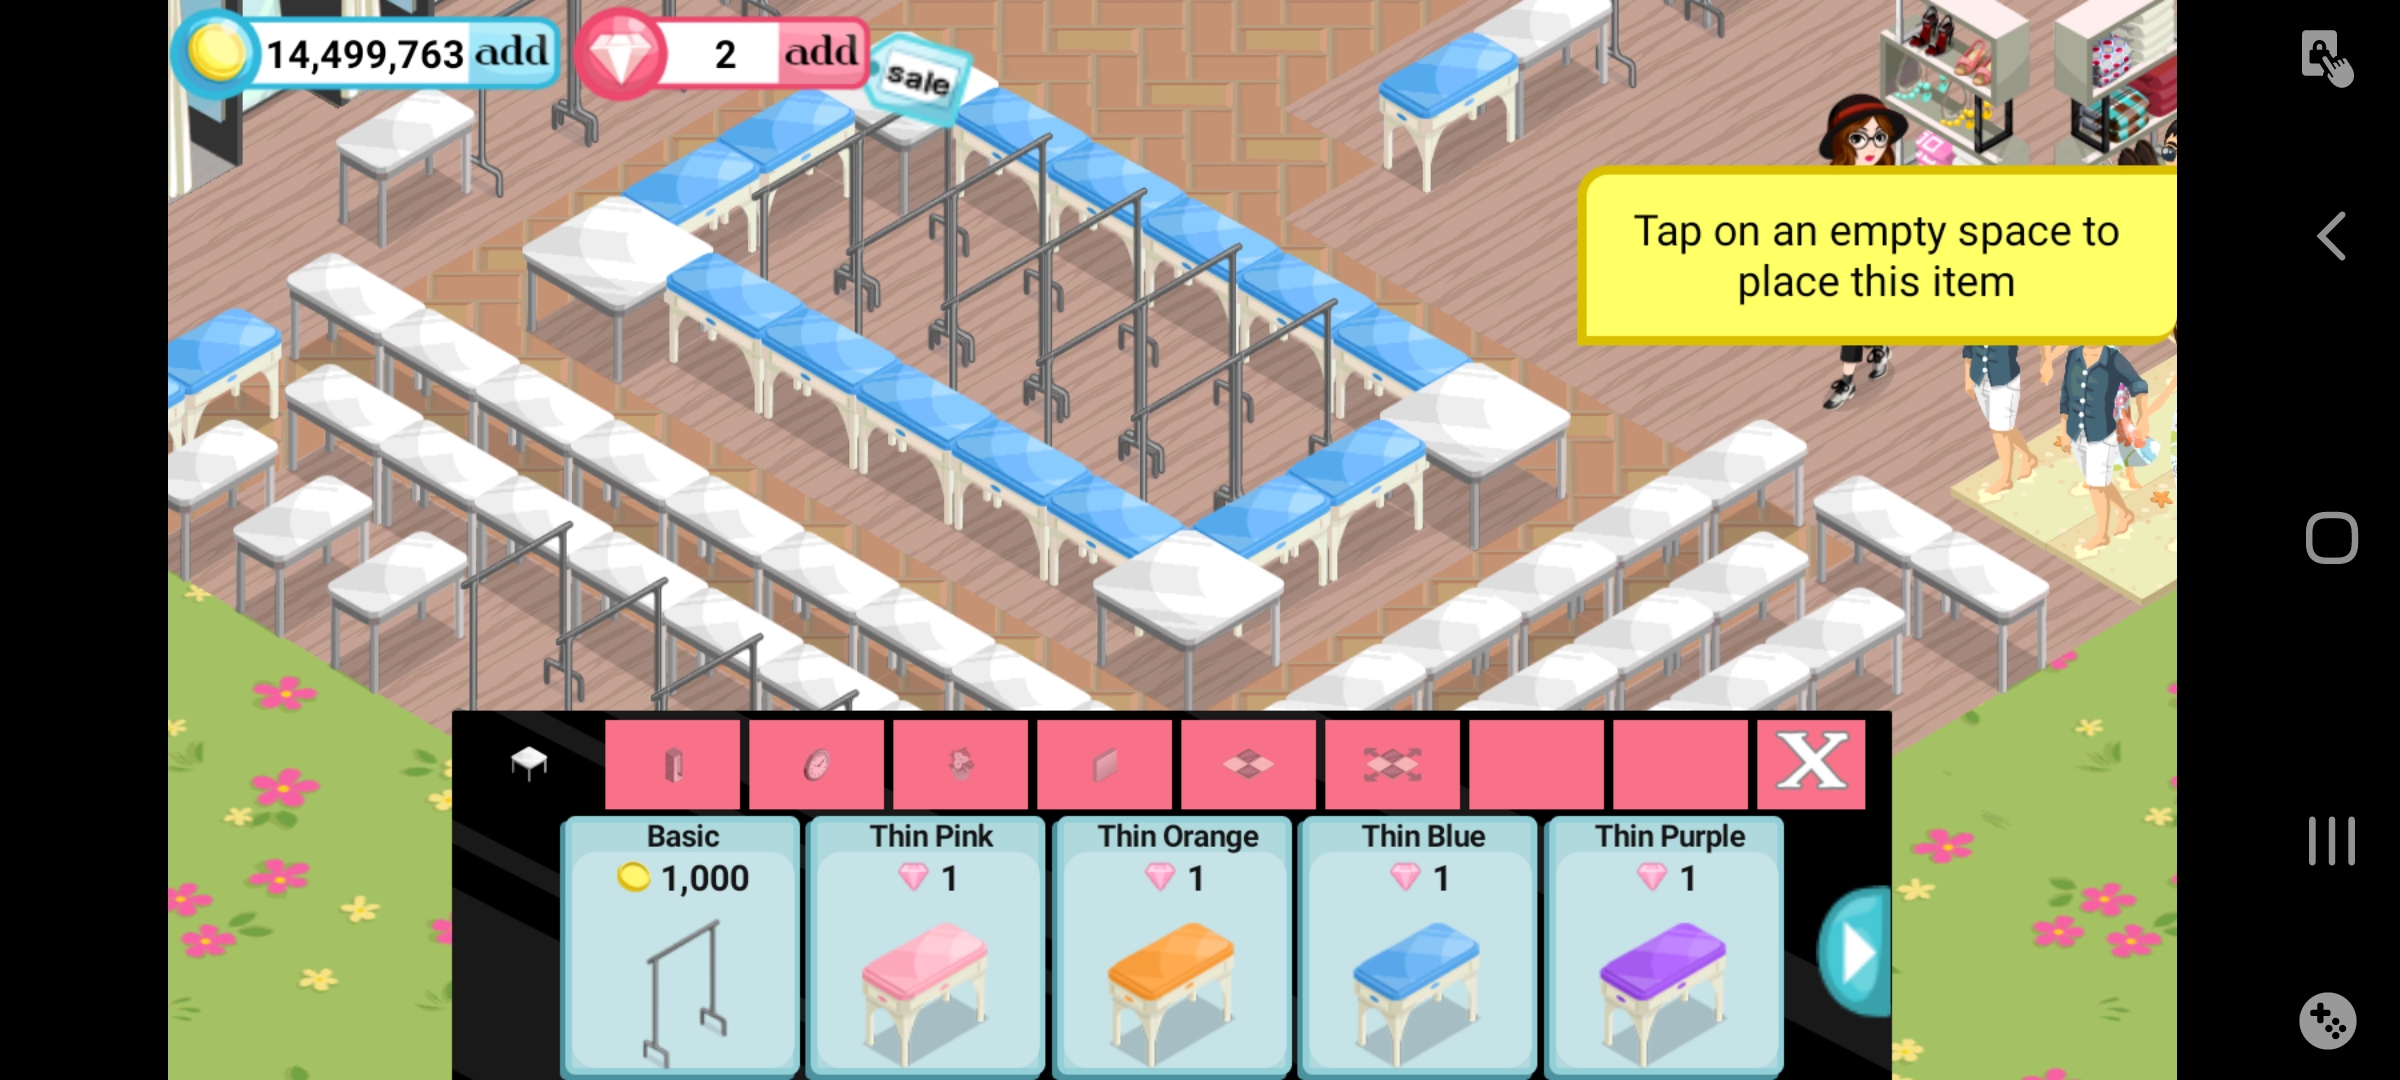 14,499,763 add 2 add
sale
Tap on an empty space to
place this item
X
Basic Thin Pink Thin Orange Thin Blue Thin Purple
1,000 1 1 1 1